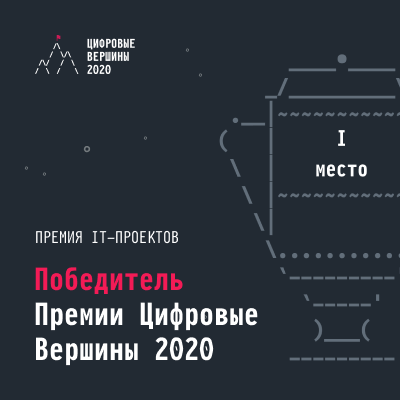 ЦИФРОВЫЕ
ВЕРШИНЫ
2020
I
место
ПРЕМИЯ IT–ПРОЕКТОВ
Победитель
Премии Цифровые
Вершины 2020